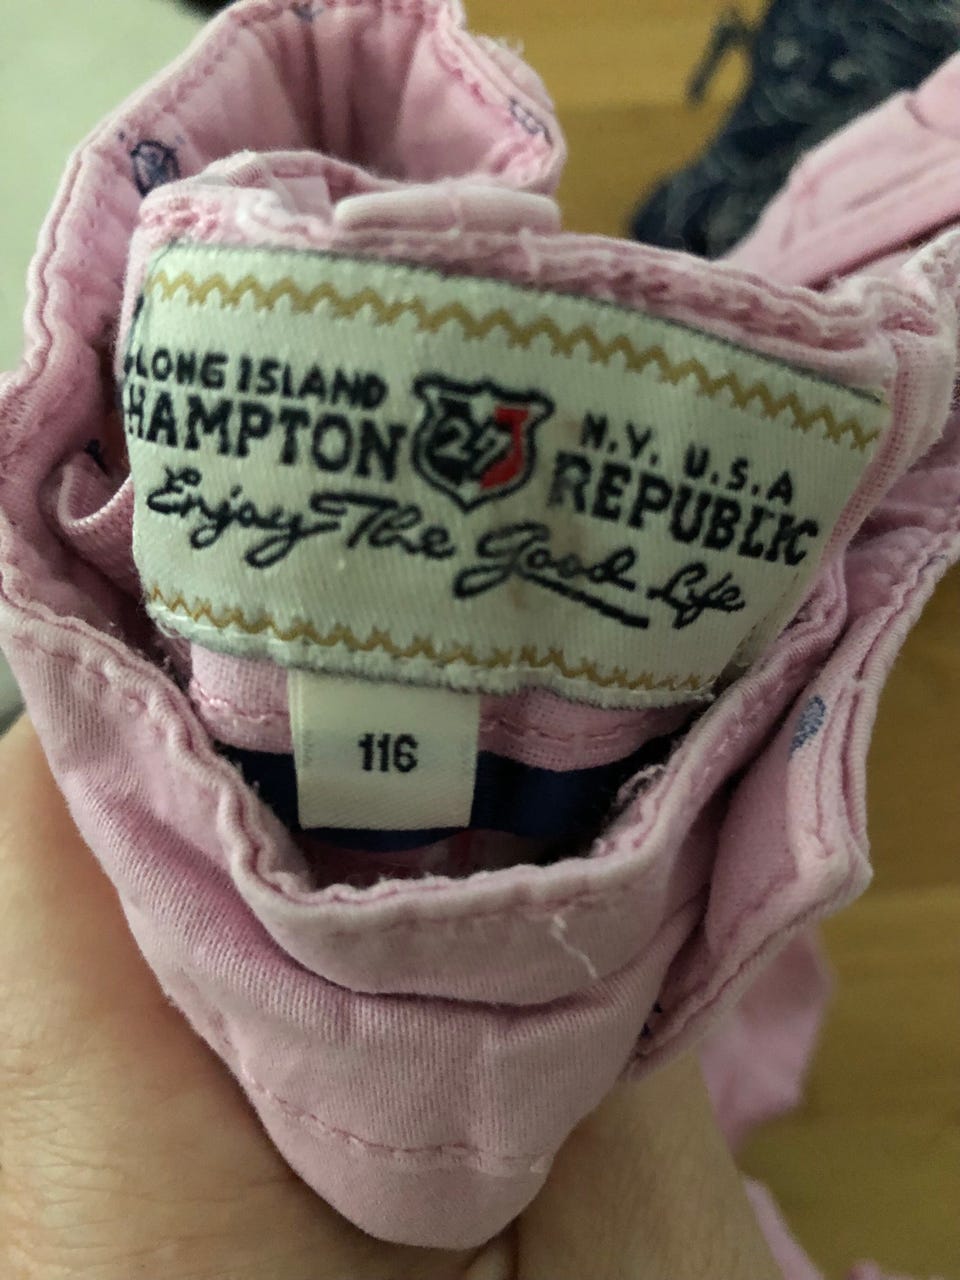 LONG ISLAND
HAMPTON
27
N.Y. U.S.A
REPUBLIC
Enjoy The Good Life
116